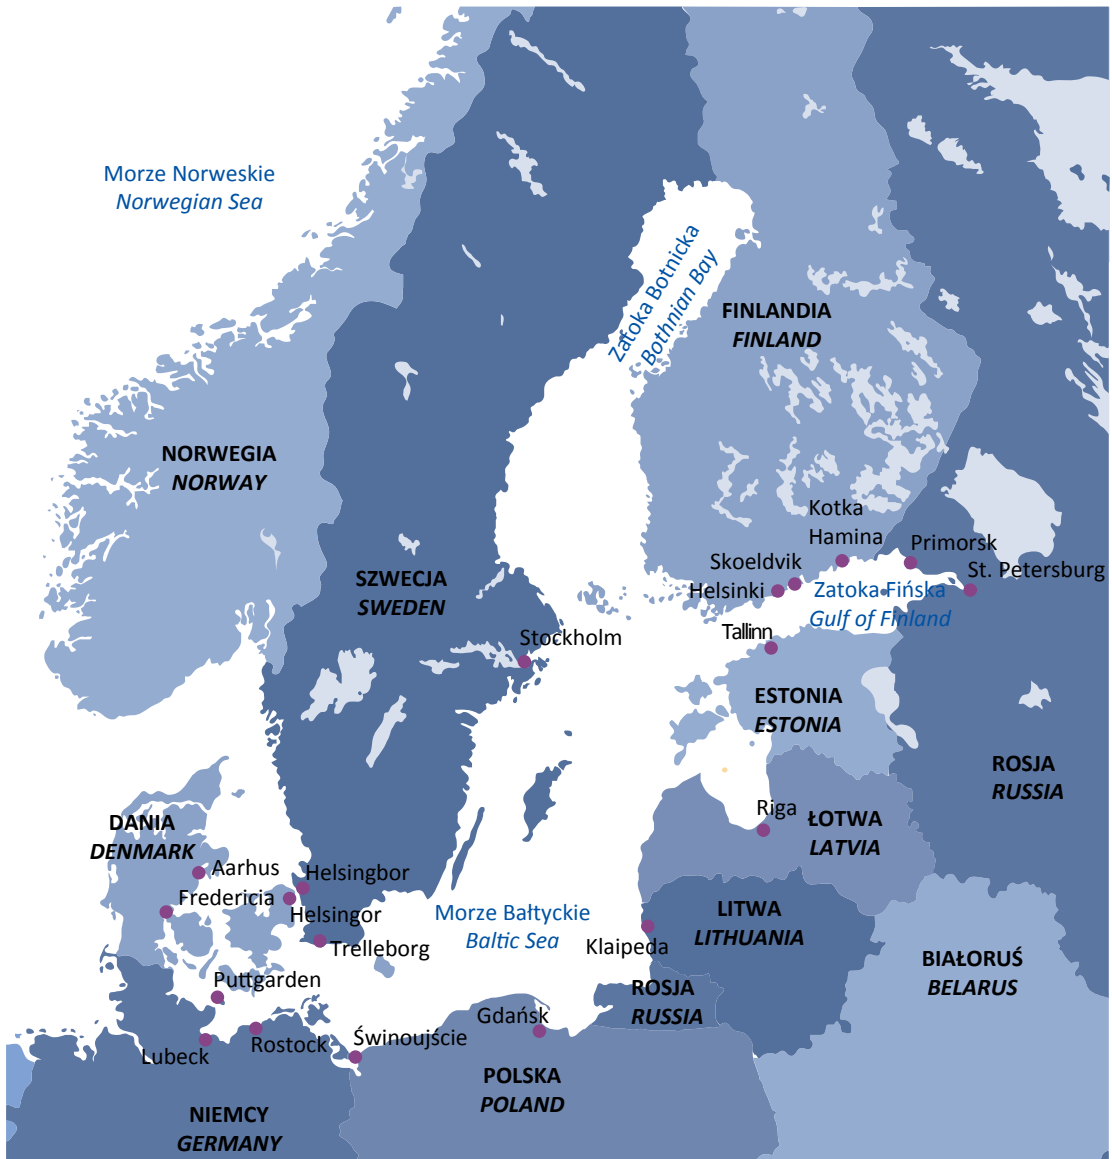 Morze Norweskie
Norwegian Sea
Zatoka Botnicka
Bothnian Bay
FINLANDIA
FINLAND
NORWEGIA
NORWAY
Kotka
Hamina
Primorsk
Skoeldvik
St. Petersburg
Helsinki
Zatoka Fińska
Gulf of Finland
SZWECJA
SWEDEN
Stockholm
Tallinn
ESTONIA
ESTONIA
ROSJA
RUSSIA
Riga
ŁOTWA
LATVIA
DANIA
DENMARK
Aarhus
Helsingbor
Fredericia
Helsingor
Trelleborg
Morze Bałtyckie
Baltic Sea
LITWA
LITHUANIA
Klaipeda
BIAŁORUŚ
BELARUS
Puttgarden
ROSJA
RUSSIA
Gdańsk
Świnoujście
Rostock
Lubeck
POLSKA
POLAND
NIEMCY
GERMANY